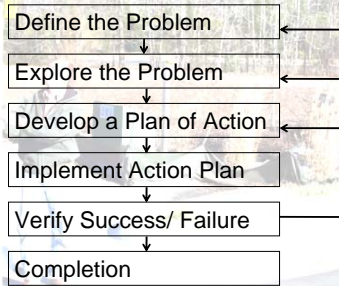 Define the Problem
Explore the Problem
Develop a Plan of Action
Implement Action Plan
Verify Success/ Failure
Completion